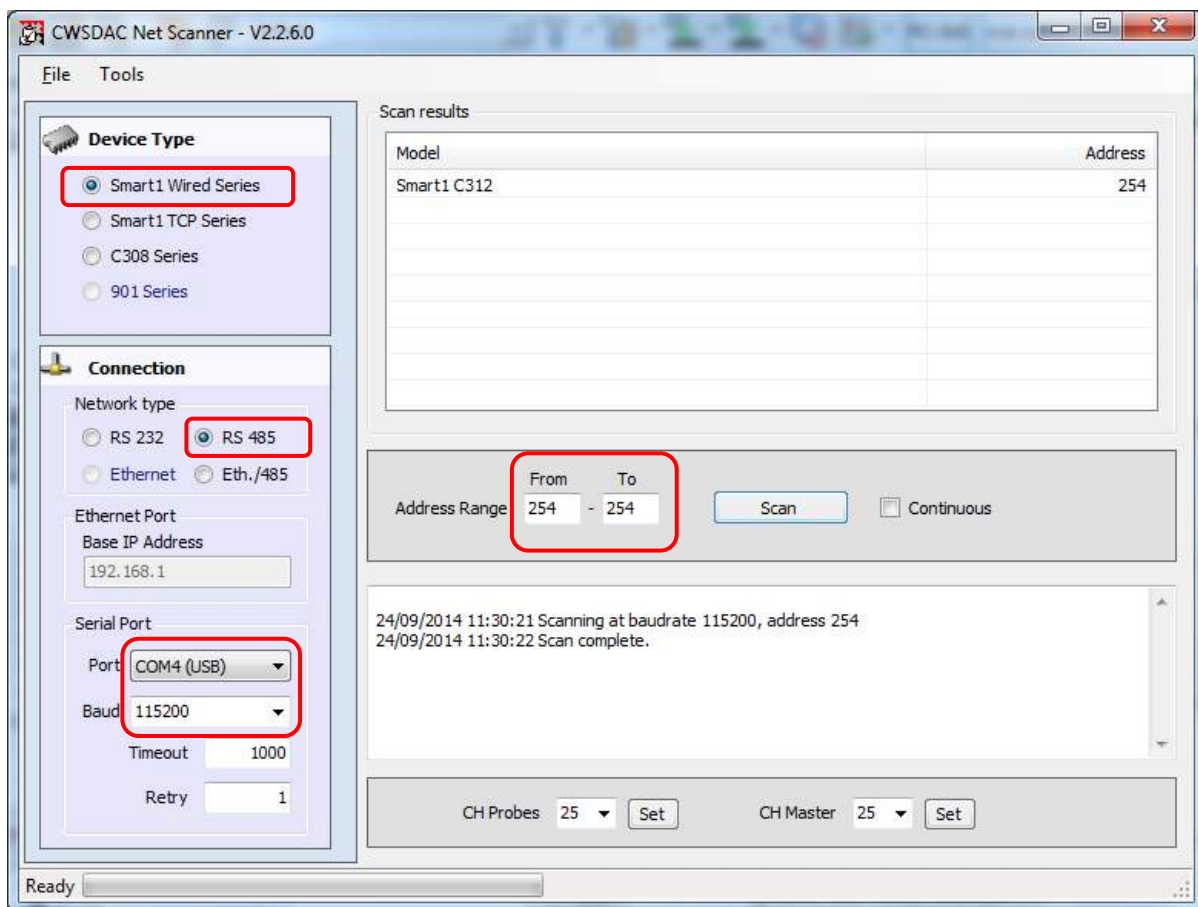 CWSDAC Net Scanner - V2.2.6.0
File Tools
Device Type
Smart1 Wired Series
Smart1 TCP Series
C308 Series
901 Series
Connection
Network type
RS 232 RS 485
Ethernet Eth./485
Ethernet Port
Base IP Address
192.168.1
Serial Port
Port COM4 (USB)
Baud 115200
Timeout 1000
Retry 1
Scan results
Model Address
Smart1 C312 254
From To
Address Range 254 - 254 Scan Continuous
24/09/2014 11:30:21 Scanning at baudrate 115200, address 254
24/09/2014 11:30:22 Scan complete.
CH Probes 25 Set CH Master 25 Set
Ready